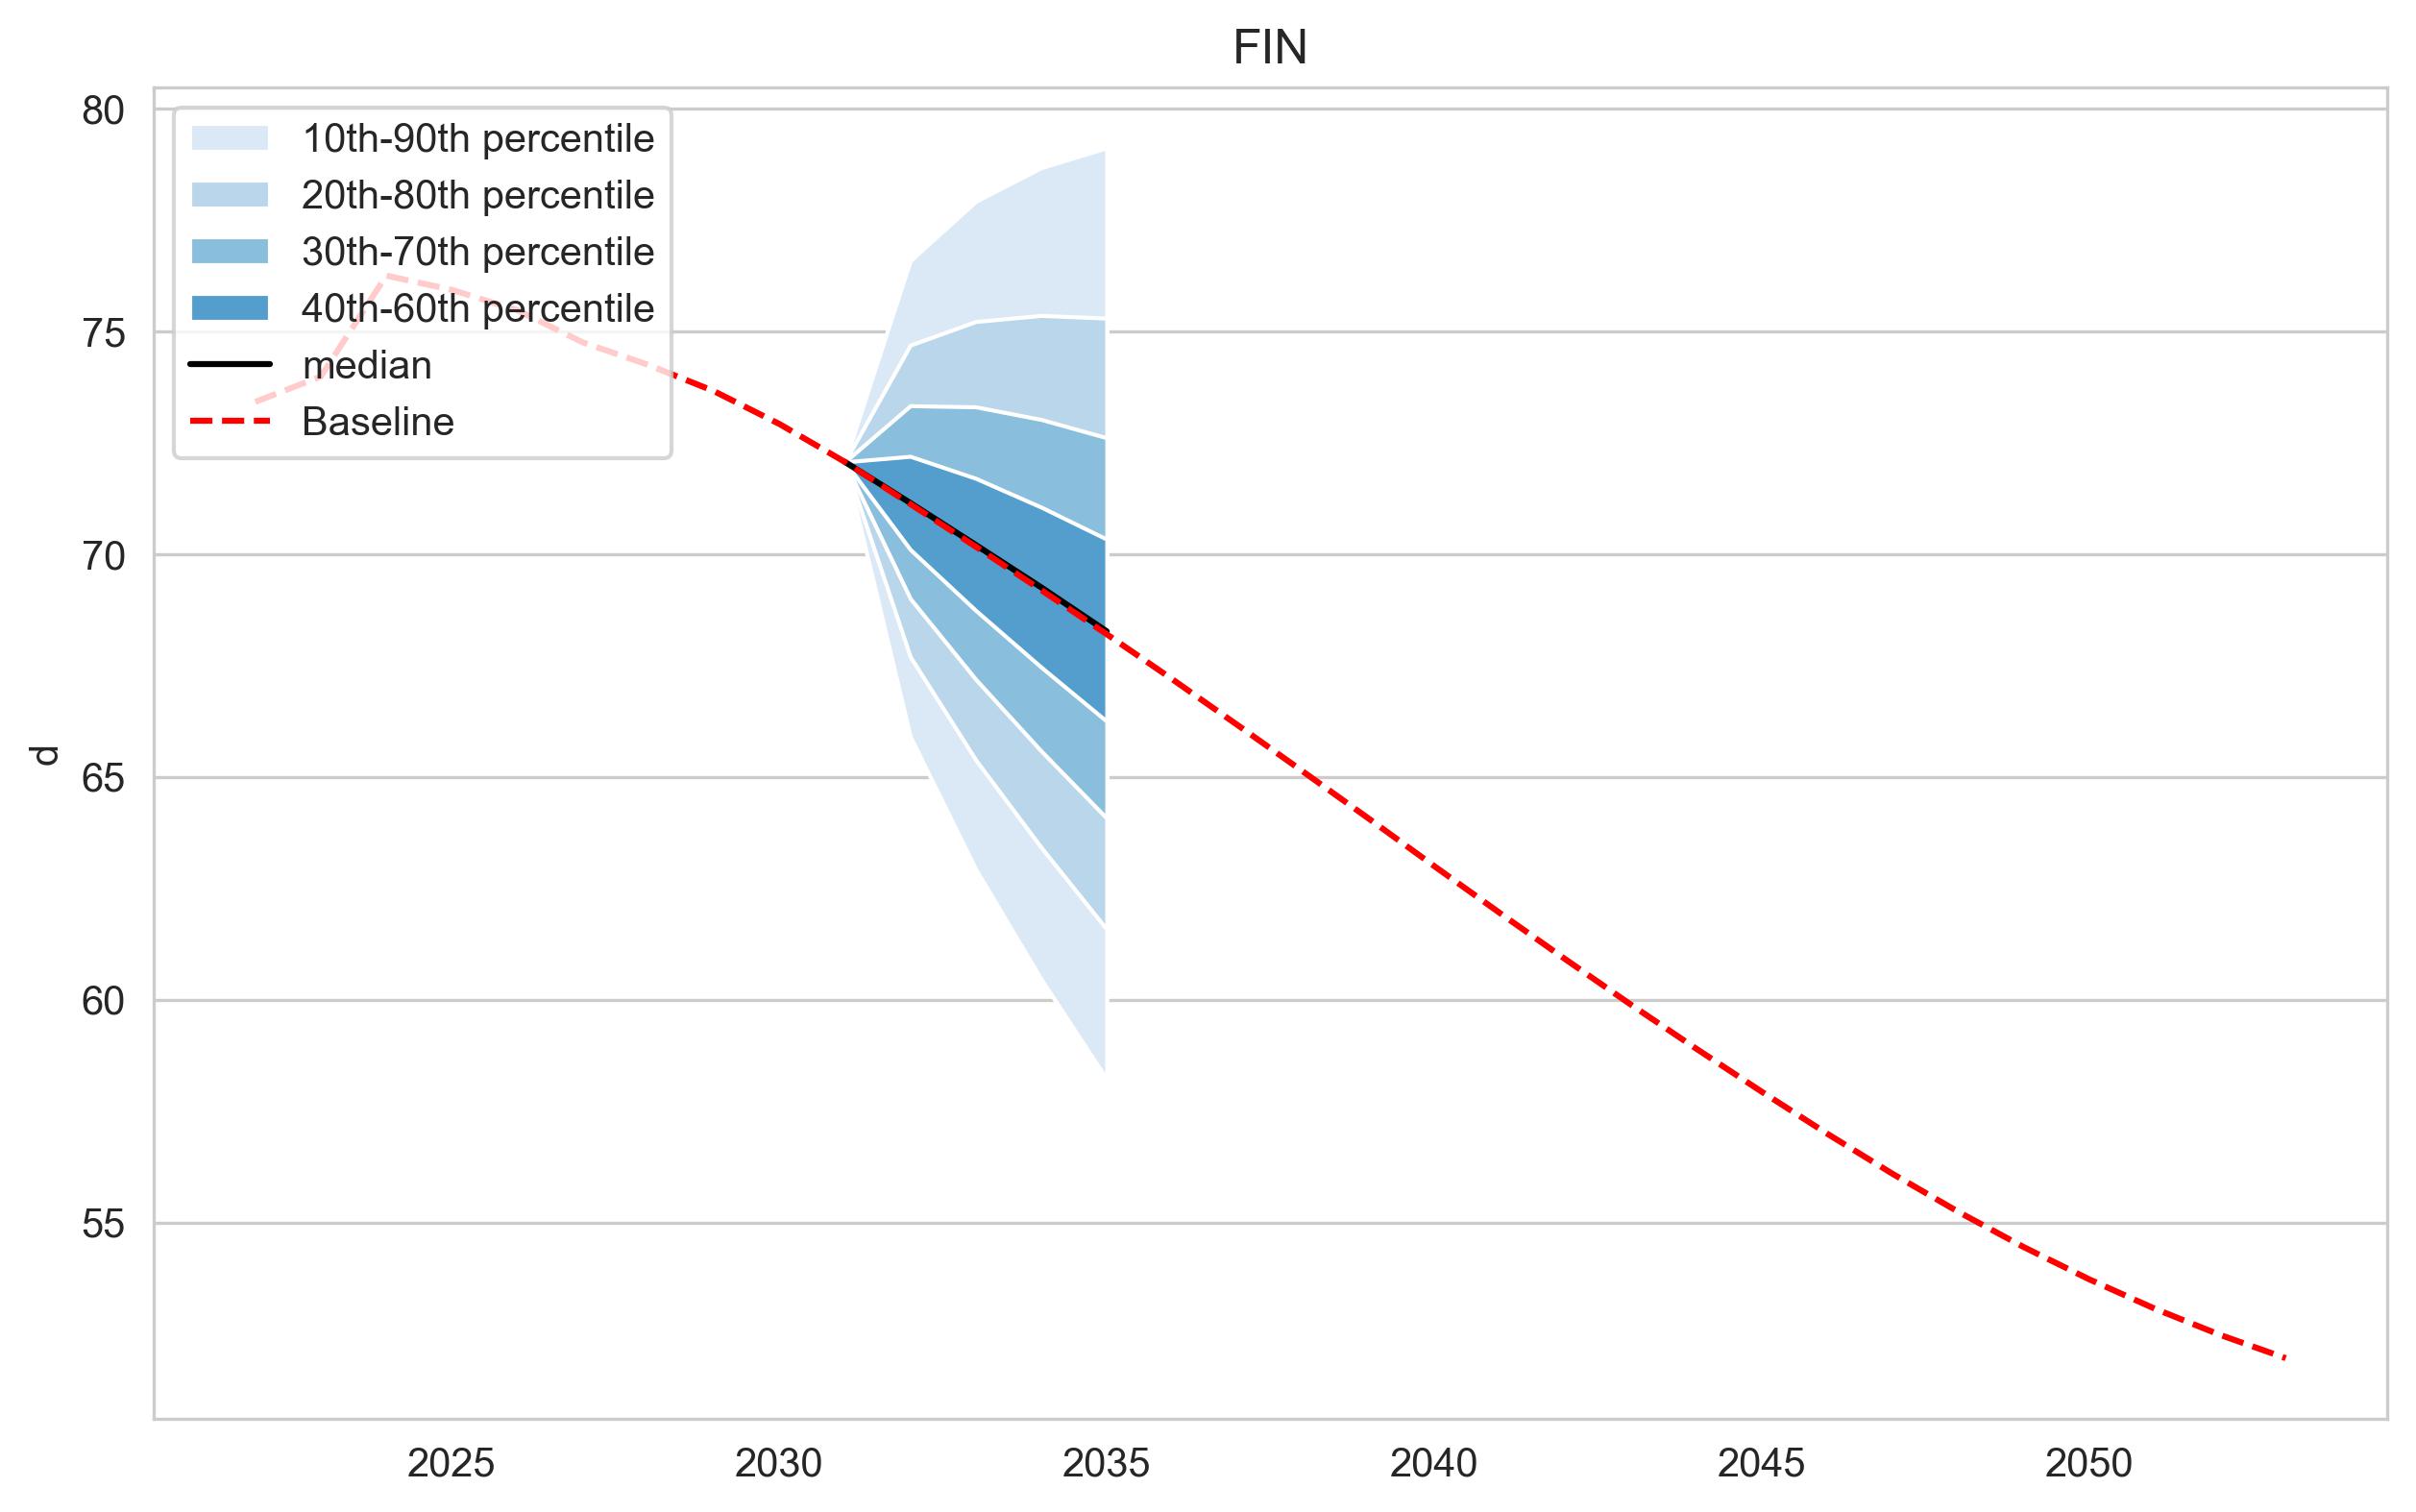 FIN
80
75
70
65
60
55
d
10th-90th percentile
20th-80th percentile
30th-70th percentile
40th-60th percentile
median
Baseline
2025 2030 2035 2040 2045 2050